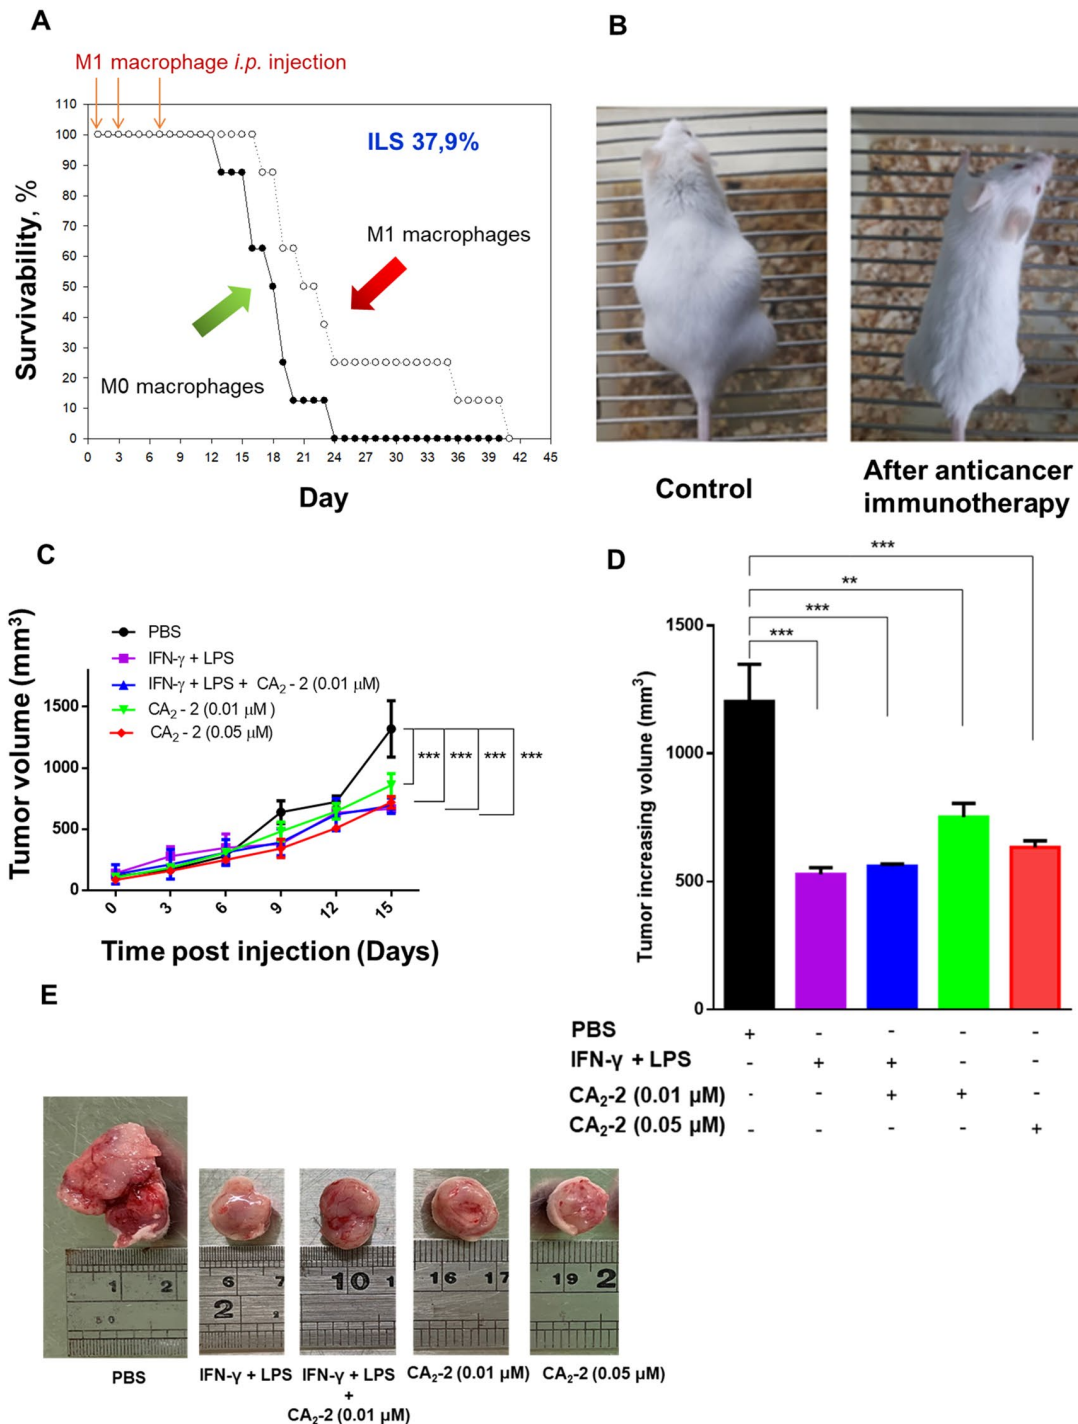 A
M1 macrophage i.p. injection
110
100
90
80
70
60
50
40
30
20
10
0
Survivability, %
ILS 37,9%
M1 macrophages
M0 macrophages
0 3 6 9 12 15 18 21 24 27 30 33 36 39 42 45
Day
B
Control
After anticancer
immunotherapy
C
Tumor volume (mm³)
PBS
IFN-γ + LPS
IFN-γ + LPS + CA₂ - 2 (0.01 μM)
CA₂ - 2 (0.01 μM )
CA₂ - 2 (0.05 μM)
1500
1000
500
0
*** *** *** ***
0 3 6 9 12 15
Time post injection (Days)
D
***
**
***
***
Tumor increasing volume (mm³)
1500
1000
500
0
PBS + - - - -
IFN-γ + LPS - + + - -
CA₂-2 (0.01 μM) - - + + -
CA₂-2 (0.05 μM) - - - - +
E
1 2
6 7
2
10 1
16 17
19 2
PBS
IFN-γ + LPS
IFN-γ + LPS
+
CA₂-2 (0.01 μM)
CA₂-2 (0.01 μM)
CA₂-2 (0.05 μM)